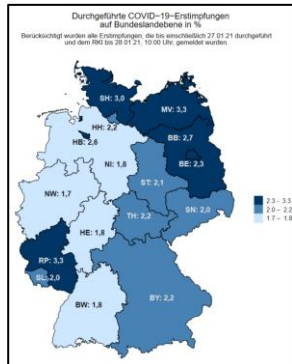 Durchgeführte COVID−19−Erstimpfungen
auf Bundeslandebene in %
Berücksichtigt wurden alle Erstimpfungen, die bis einschließlich 27.01.21 durchgeführt
und dem RKI bis 28.01.21, 10:00 Uhr, gemeldet wurden.
SH: 3,0
MV: 3,3
HH: 2,2
HB: 2,6
BB: 2,7
NI: 1,8
BE: 2,3
ST: 2,1
NW: 1,7
SN: 2,0
TH: 2,2
HE: 1,8
RP: 3,3
SL: 2,0
BY: 2,2
BW: 1,8
2.3 – 3.3
2.0 – 2.2
1.7 – 1.8